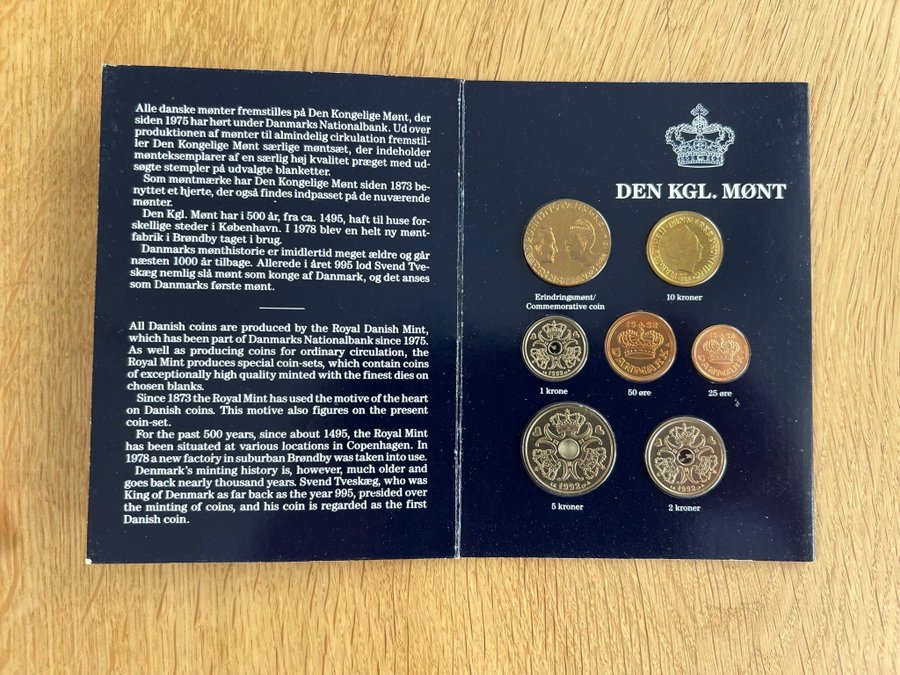 Alle danske mønter fremstilles på Den Kongelige Mønt, der
siden 1975 har hørt under Danmarks Nationalbank. Ud over
produktionen af mønter til almindelig cirkulation fremstil-
ler Den Kongelige Mønt særlige møntsæt, der indeholder
mønteksemplarer af en særlig høj kvalitet præget med ud-
søgte stempler på udvalgte blanketter.
Som møntmærke har Den Kongelige Mønt siden 1873 be-
nyttet et hjerte, der også findes indpasset på de nuværende
mønter.
Den Kgl. Mønt har i 500 år, fra ca. 1495, haft til huse for-
skellige steder i København. I 1978 blev en helt ny mønt-
fabrik i Brøndby taget i brug.
Danmarks mønthistorie er imidlertid meget ældre og går
næsten 1000 år tilbage. Allerede i året 995 lod Svend Tve-
skæg nemlig slå mønt som konge af Danmark, og det anses
som Danmarks første mønt.
All Danish coins are produced by the Royal Danish Mint,
which has been part of Danmarks Nationalbank since 1975.
As well as producing coins for ordinary circulation, the
Royal Mint produces special coin-sets, which contain coins
of exceptionally high quality minted with the finest dies on
chosen blanks.
Since 1873 the Royal Mint has used the motive of the heart
on Danish coins. This motive also figures on the present
coin-set.
For the past 500 years, since about 1495, the Royal Mint
has been situated at various locations in Copenhagen. In
1978 a new factory in suburban Brøndby was taken into use.
Denmark's minting history is, however, much older and
goes back nearly thousand years. Svend Tveskæg, who was
King of Denmark as far back as the year 995, presided over
the minting of coins, and his coin is regarded as the first
Danish coin.
DEN KGL. MØNT
Erindringsmønt/
Commemorative coin
10 kroner
1992
1992
DANMARK
DANMARK
1 krone
50 øre
25 øre
1992
1992
5 kroner
2 kroner